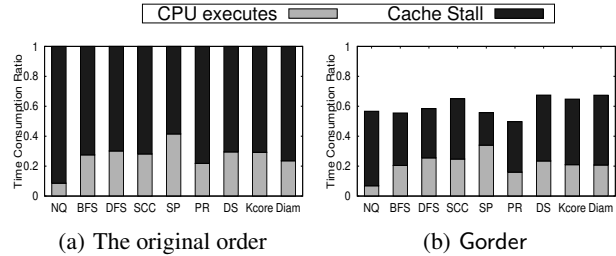 CPU executes Cache Stall
Time Consumption Ratio
1
0.8
0.6
0.4
0.2
0
NQ BFS DFS SCC SP PR DS Kcore Diam
(a) The original order
Time Consumption Ratio
1
0.8
0.6
0.4
0.2
0
NQ BFS DFS SCC SP PR DS Kcore Diam
(b) Gorder